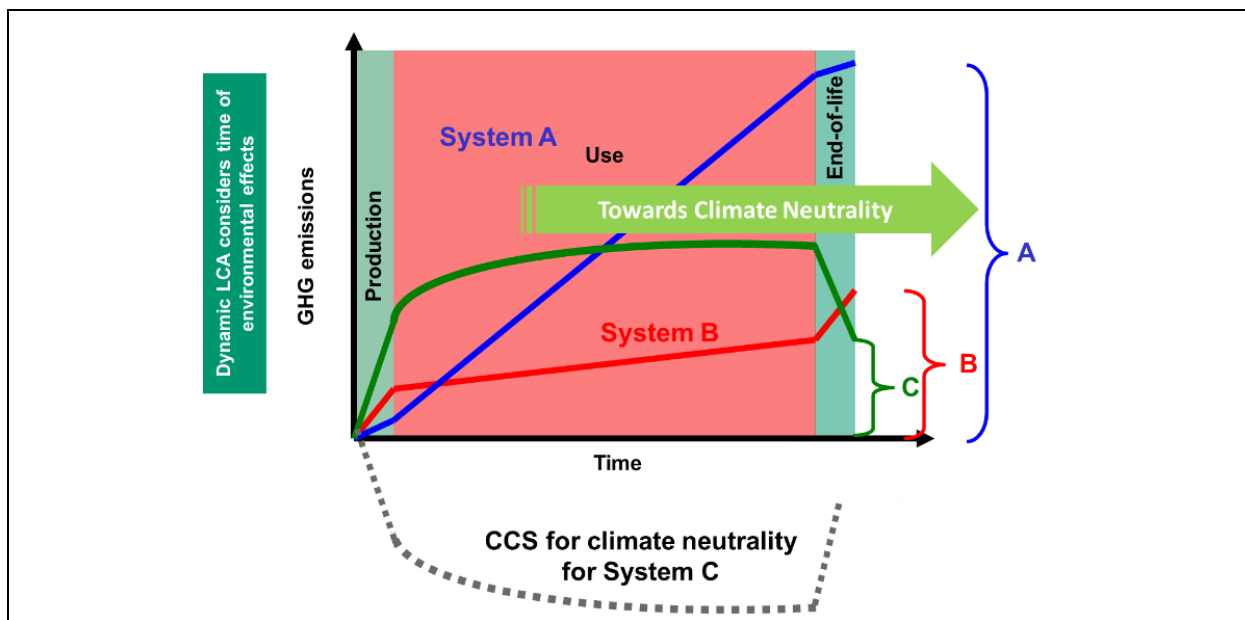 Dynamic LCA considers time of
environmental effects
GHG emissions
Production
System A
Use
End-of-life
Towards Climate Neutrality
System B
A
B
C
Time
CCS for climate neutrality
for System C